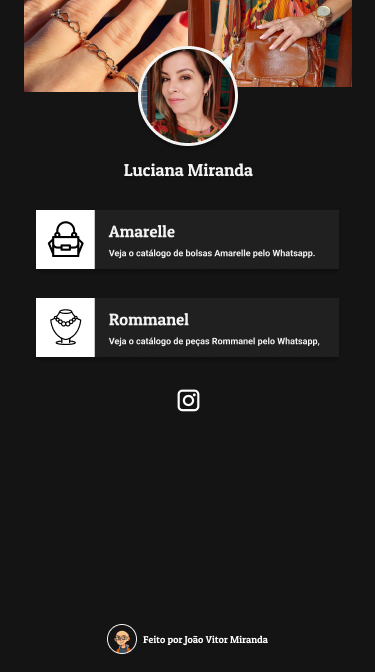 Luciana Miranda
Amarelle
Veja o catálogo de bolsas Amarelle pelo Whatsapp.
Rommanel
Veja o catálogo de peças Rommanel pelo Whatsapp,
Feito por João Vitor Miranda